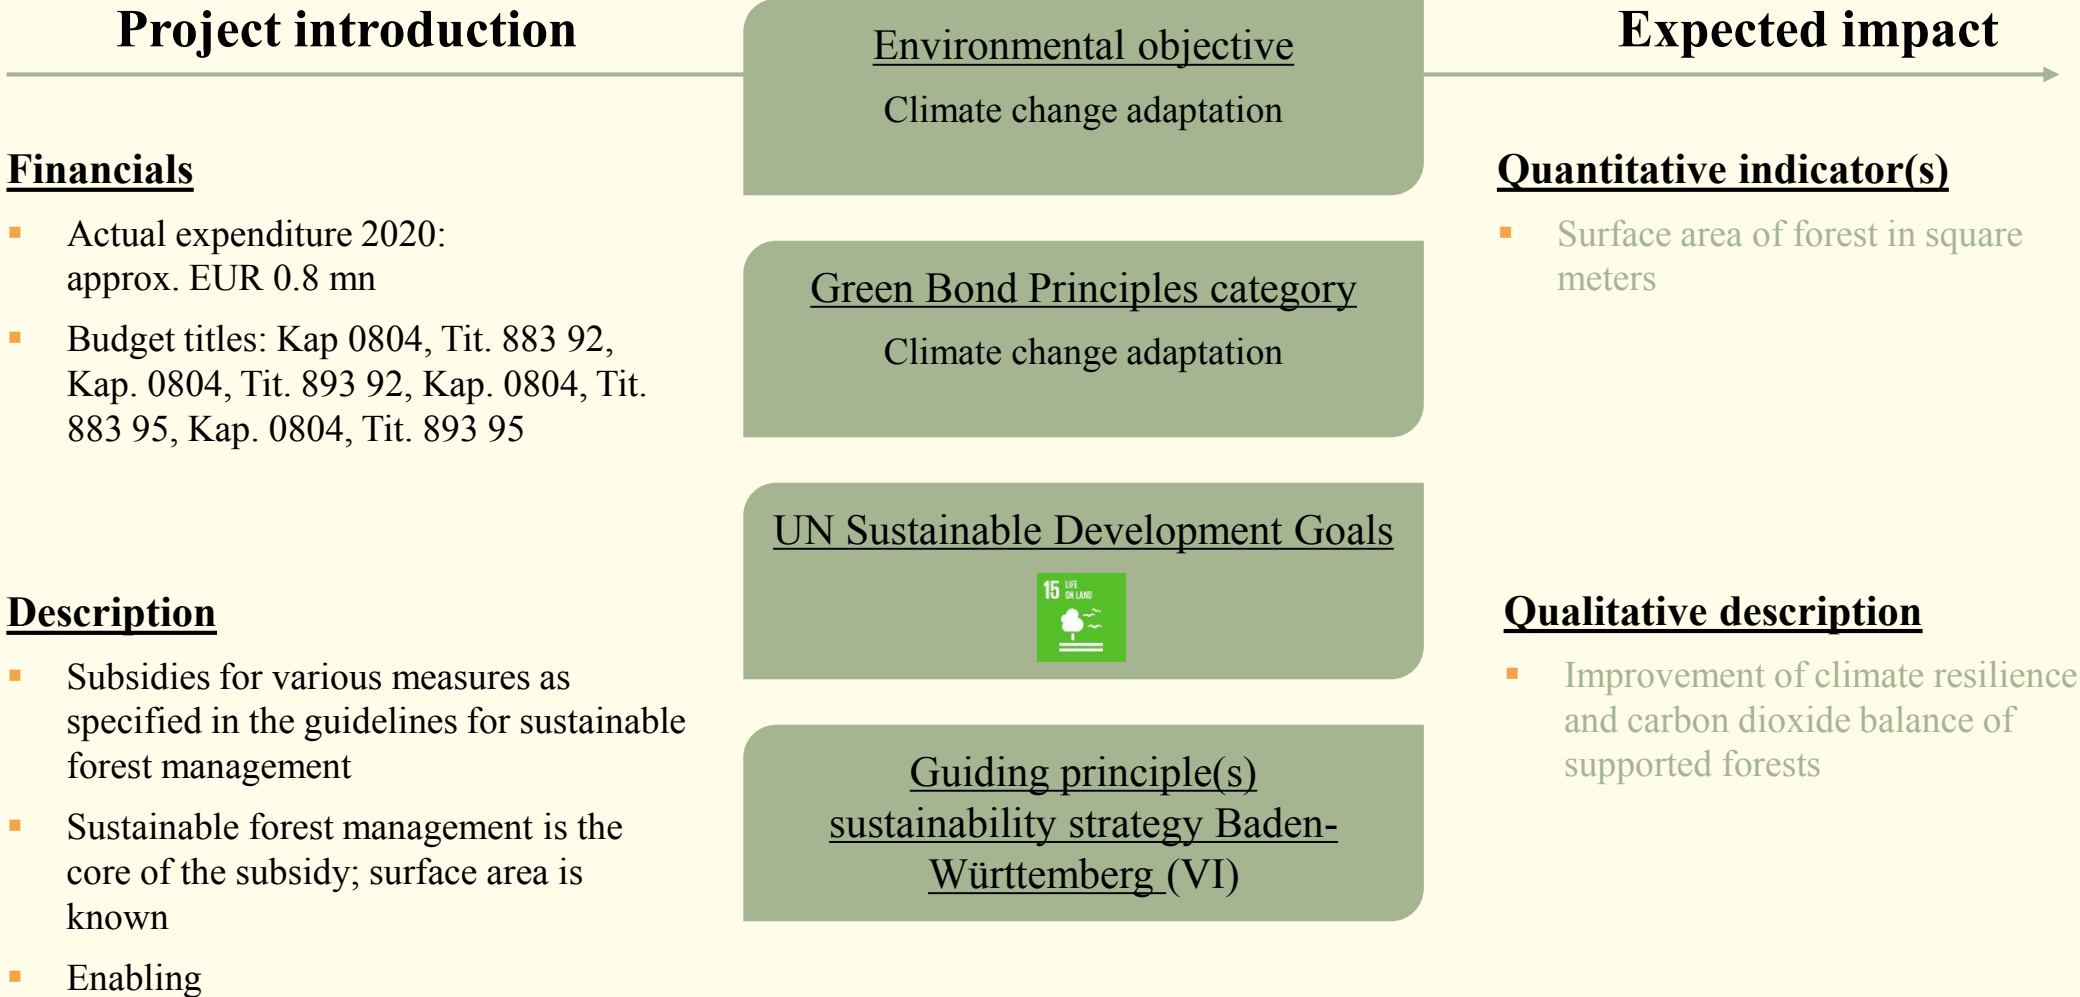 Project introduction
Financials
Actual expenditure 2020:
approx. EUR 0.8 mn
Budget titles: Kap 0804, Tit. 883 92,
Kap. 0804, Tit. 893 92, Kap. 0804, Tit.
883 95, Kap. 0804, Tit. 893 95
Description
Subsidies for various measures as
specified in the guidelines for sustainable
forest management
Sustainable forest management is the
core of the subsidy; surface area is
known
Enabling
Environmental objective
Climate change adaptation
Green Bond Principles category
Climate change adaptation
UN Sustainable Development Goals
15 LIFE
ON LAND
Guiding principle(s)
sustainability strategy Baden-
Württemberg (VI)
Expected impact
Quantitative indicator(s)
Surface area of forest in square
meters
Qualitative description
Improvement of climate resilience
and carbon dioxide balance of
supported forests